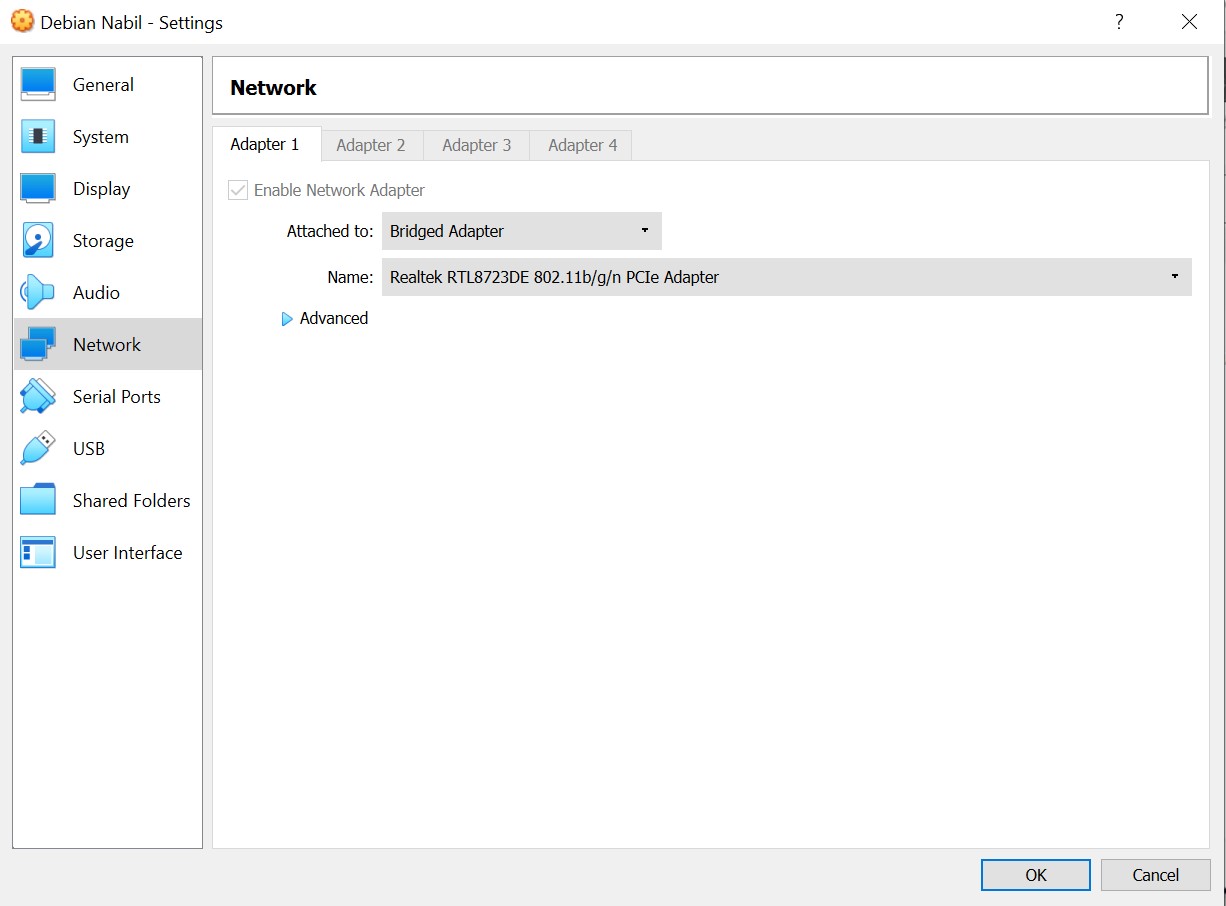 Debian Nabil - Settings
?
General
System
Display
Storage
Audio
Network
Serial Ports
USB
Shared Folders
User Interface
Network
Adapter 1 Adapter 2 Adapter 3 Adapter 4
Enable Network Adapter
Attached to: Bridged Adapter
Name: Realtek RTL8723DE 802.11b/g/n PCIe Adapter
Advanced
OK Cancel